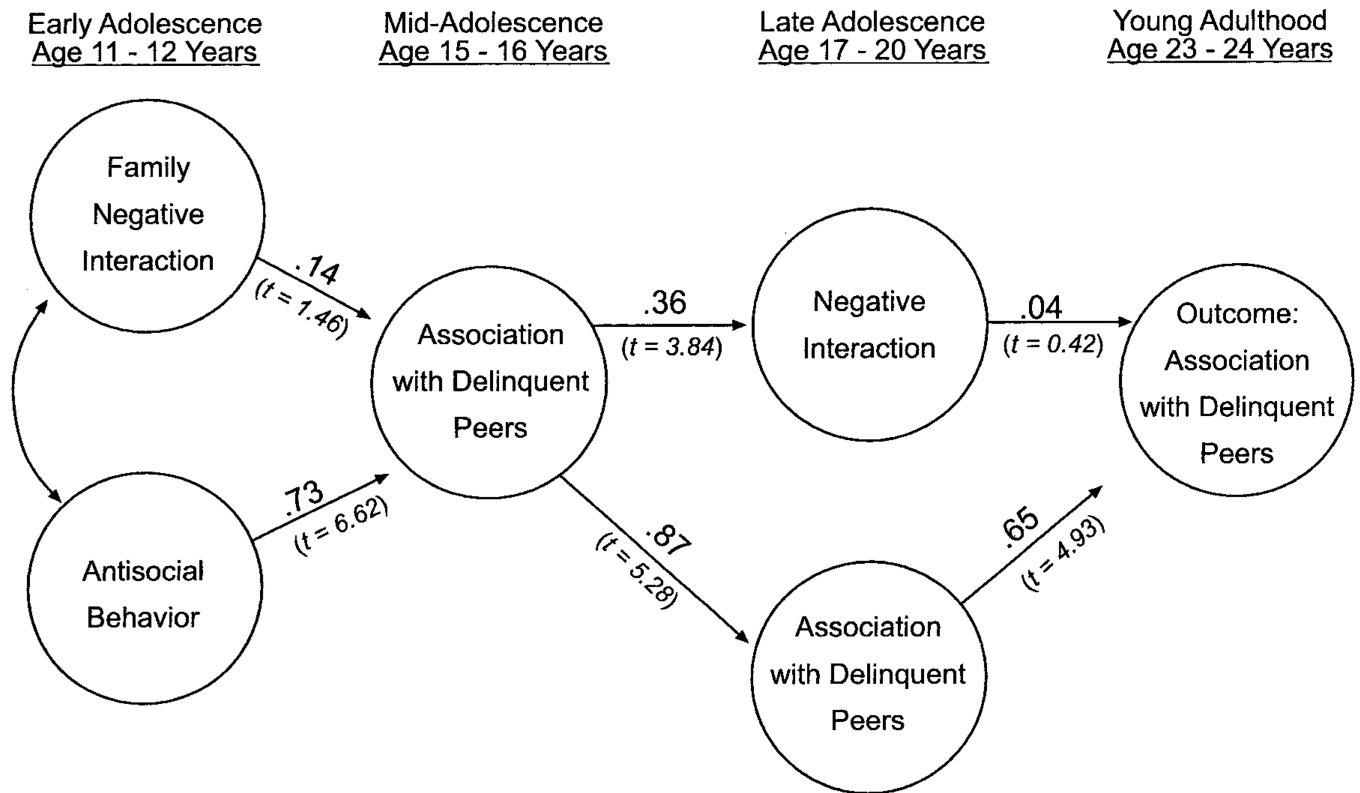 Early Adolescence
Age 11 - 12 Years
Mid-Adolescence
Age 15 - 16 Years
Late Adolescence
Age 17 - 20 Years
Young Adulthood
Age 23 - 24 Years
Family
Negative
Interaction
.14
(t = 1.46)
Antisocial
Behavior
.73
(t = 6.62)
Association
with Delinquent
Peers
.36
(t = 3.84)
.87
(t = 5.28)
Negative
Interaction
.04
(t = 0.42)
Association
with Delinquent
Peers
.65
(t = 4.93)
Outcome:
Association
with Delinquent
Peers